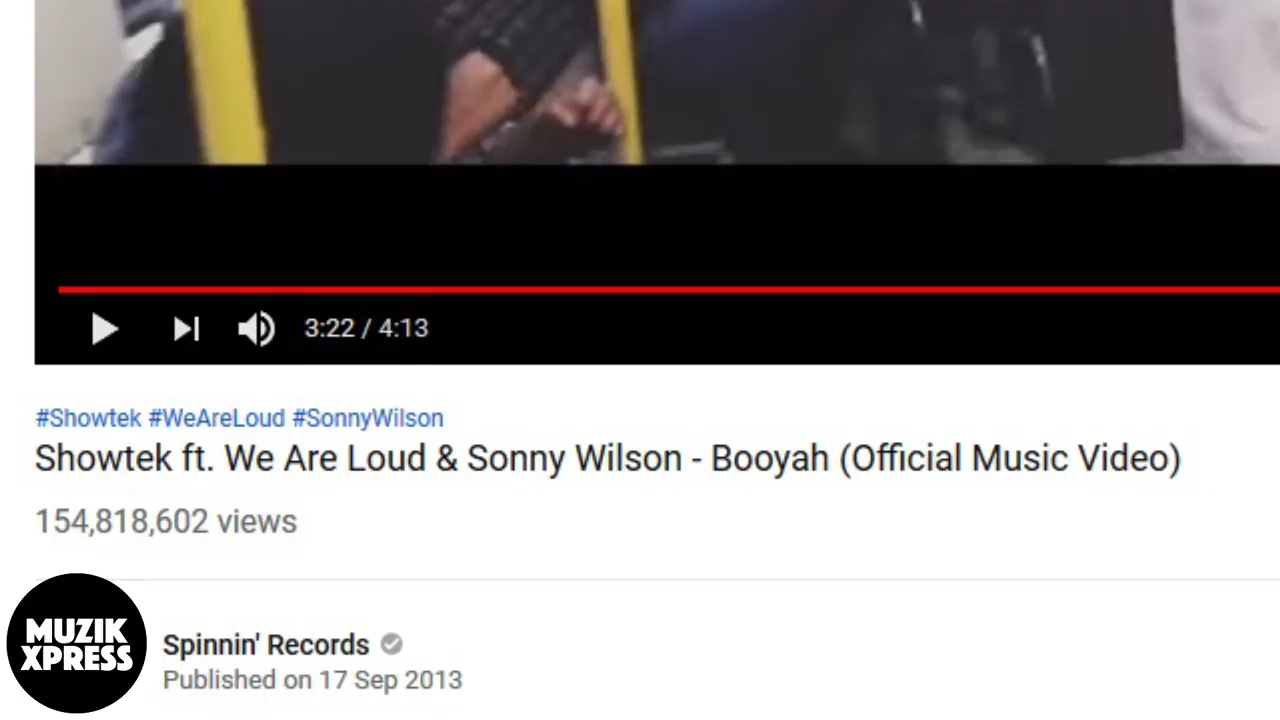 3:22 / 4:13
#Showtek #WeAreLoud #SonnyWilson
Showtek ft. We Are Loud & Sonny Wilson - Booyah (Official Music Video)
154,818,602 views
MUZIK
XPRESS
Spinnin' Records
Published on 17 Sep 2013